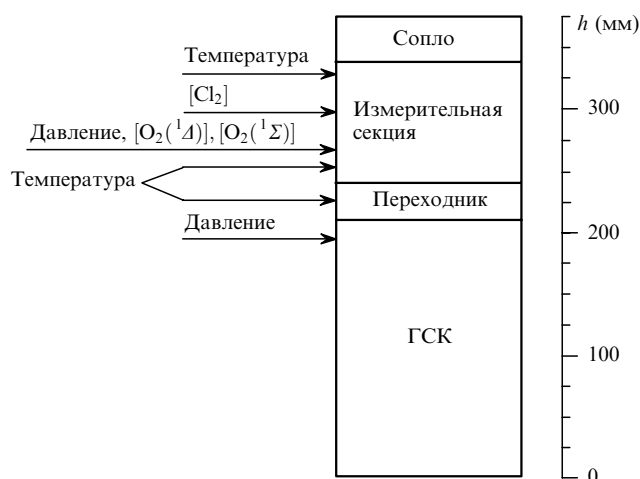 Сопло
h (мм)
Температура
[Cl₂]
300
Измерительная
секция
Давление, [O₂(¹Δ)], [O₂(¹Σ)]
Температура
Переходник
Давление
200
ГСК
100
0